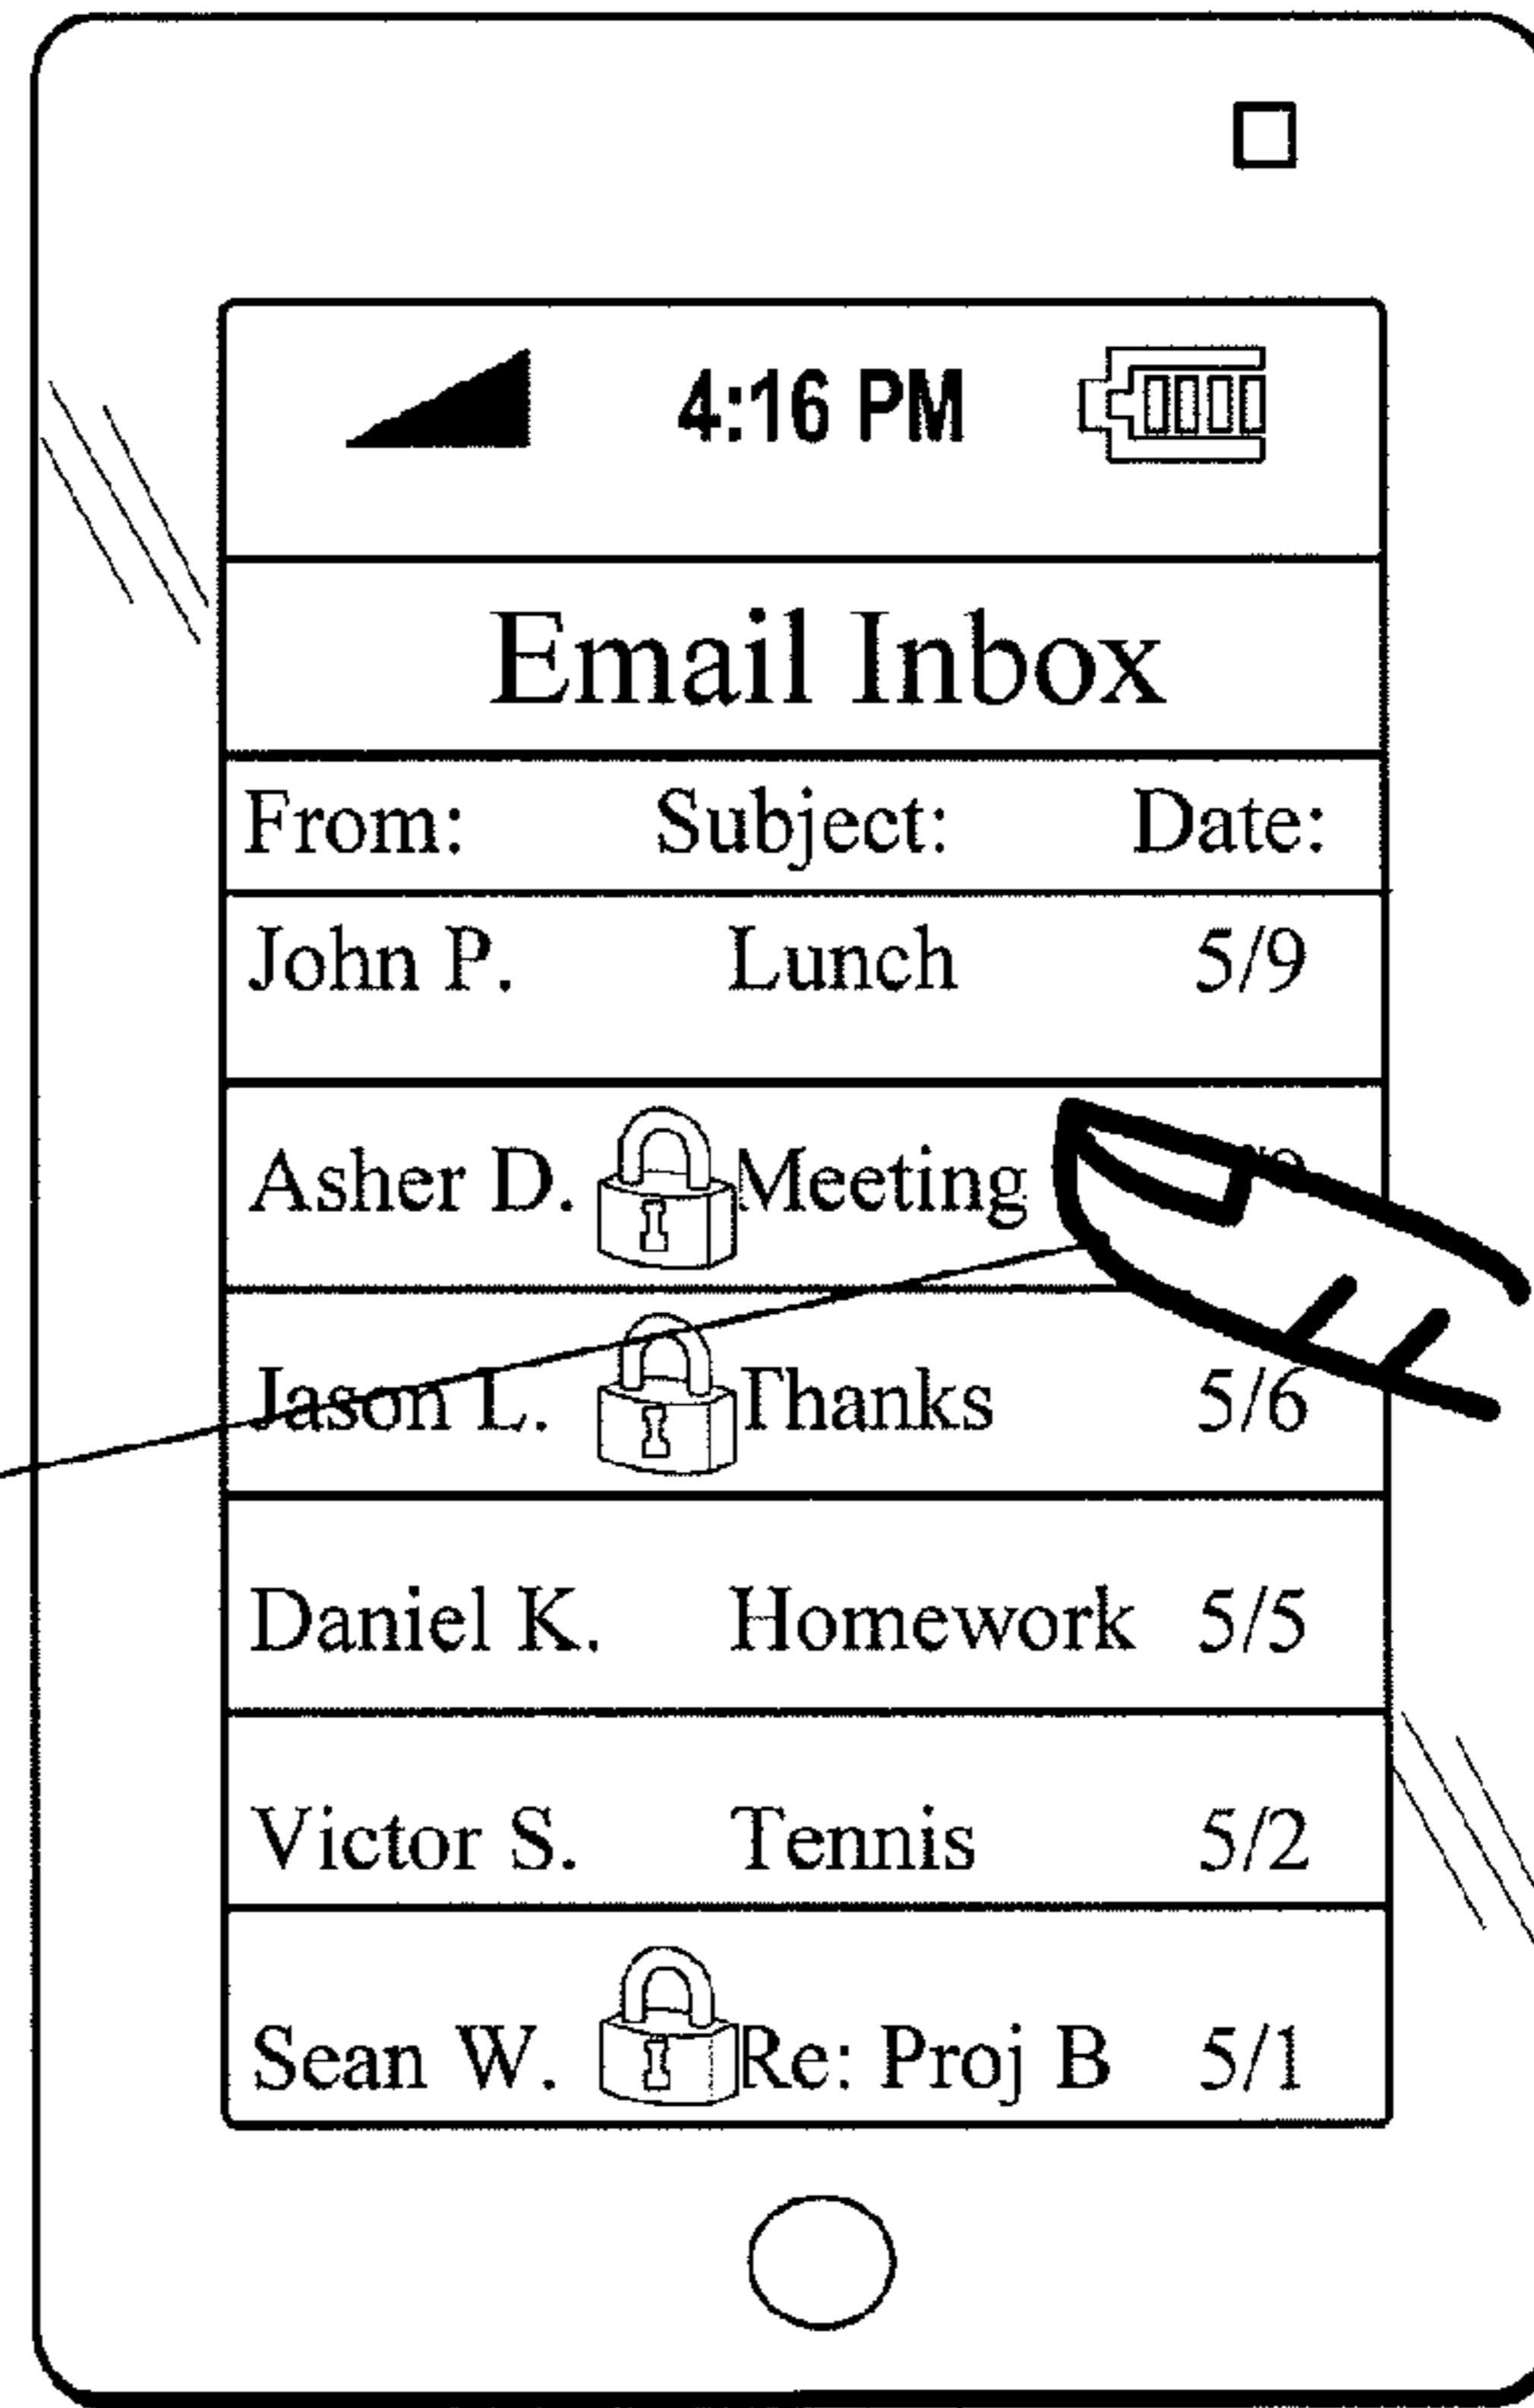 4:16 PM
Email Inbox
From: Subject: Date:
John P. Lunch 5/9
Asher D. Meeting
Jason L. Thanks 5/6
Daniel K. Homework 5/5
Victor S. Tennis 5/2
Sean W. Re: Proj B 5/1